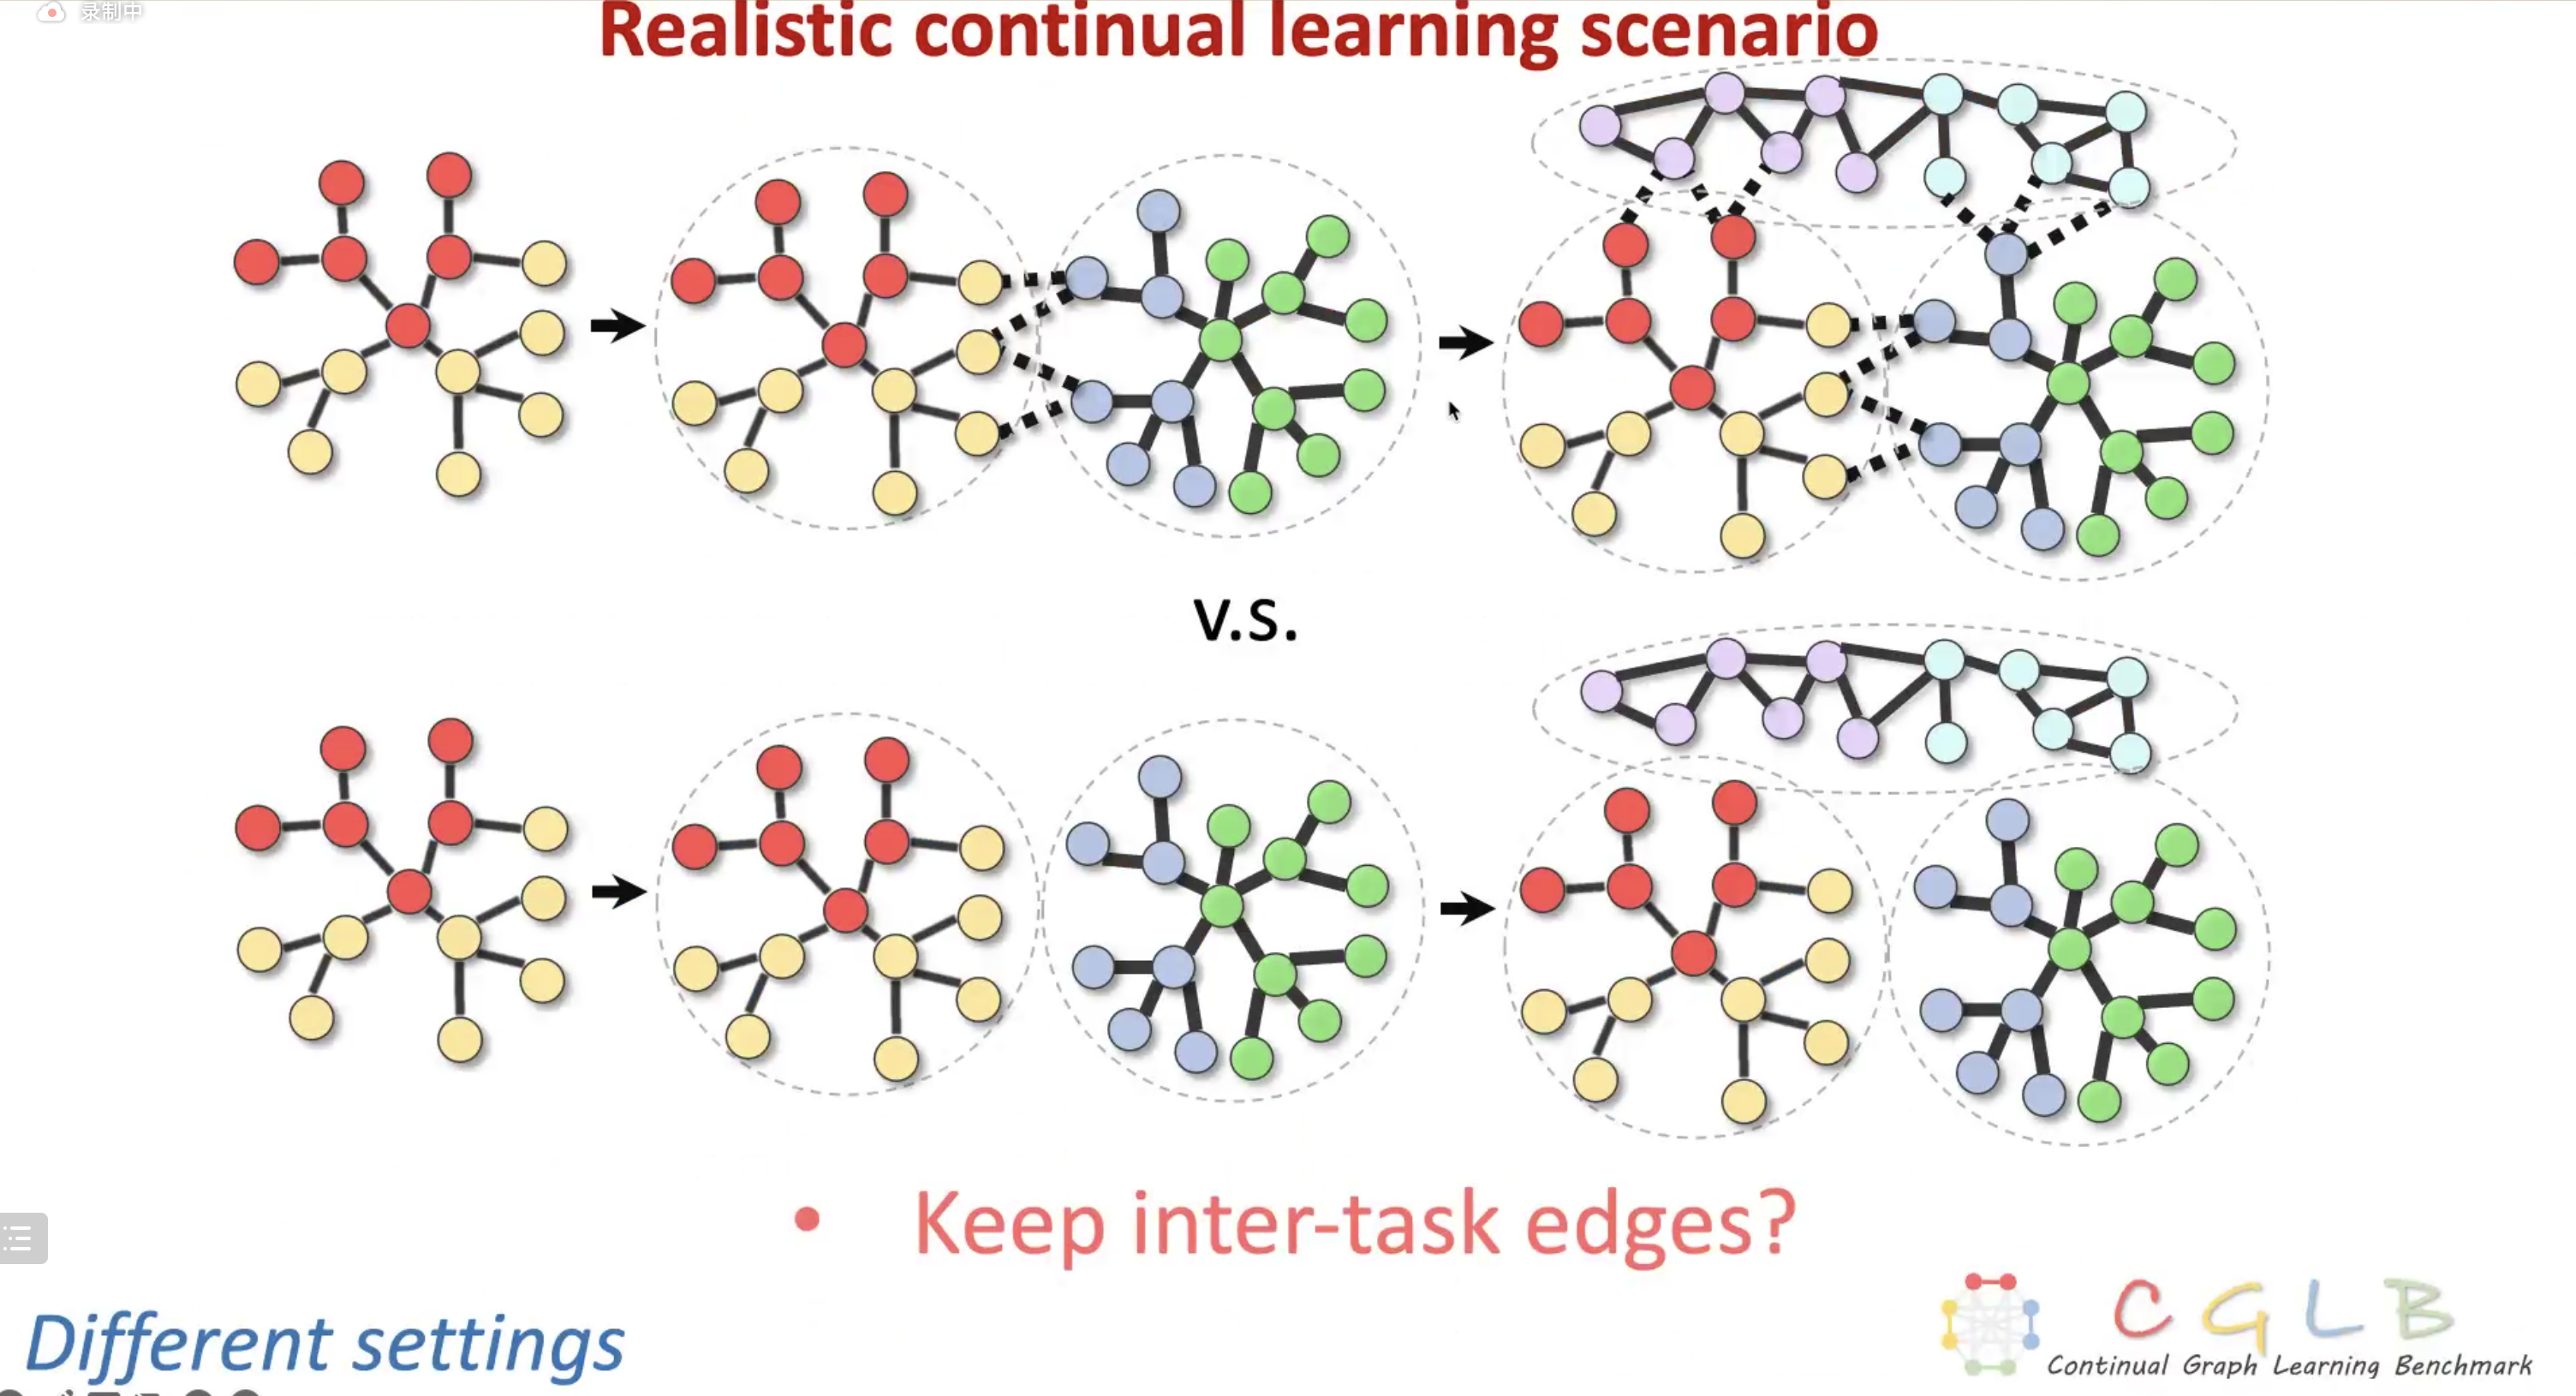 录制中
Realistic continual learning scenario
v.s.
• Keep inter-task edges?
Different settings
CGLB
Continual Graph Learning Benchmark